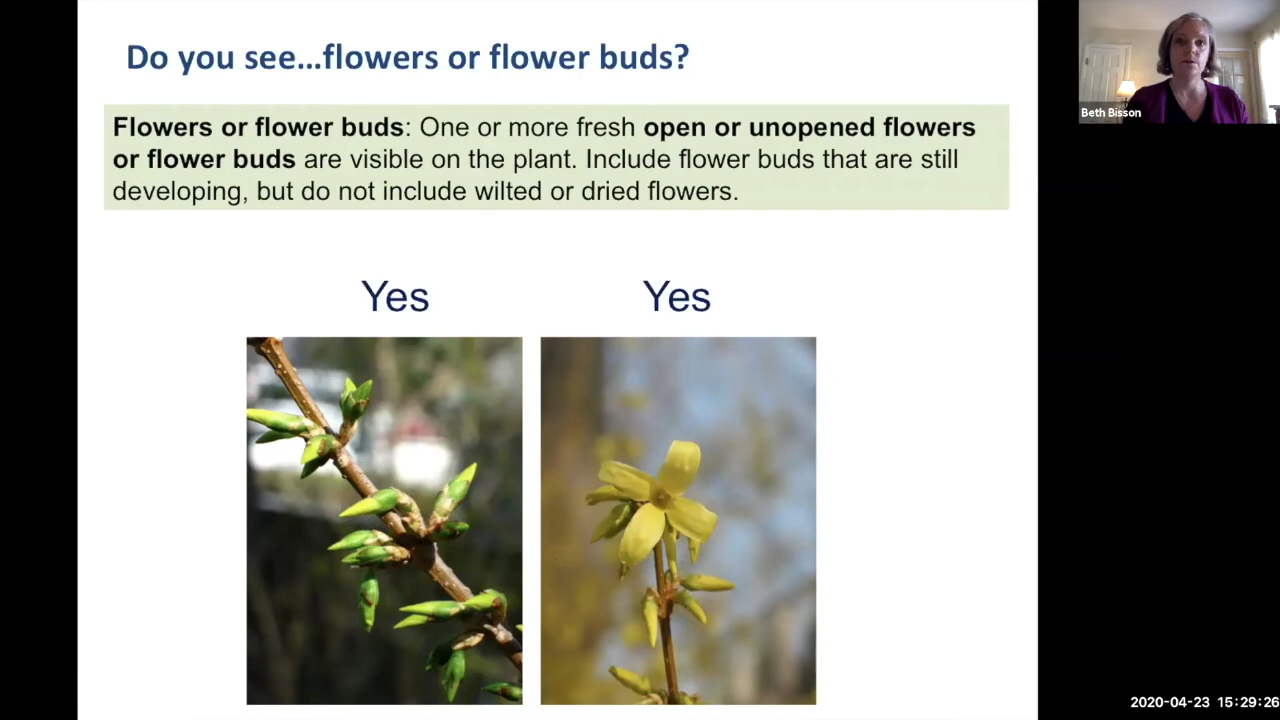 Do you see...flowers or flower buds?
Flowers or flower buds: One or more fresh open or unopened flowers
or flower buds are visible on the plant. Include flower buds that are still
developing, but do not include wilted or dried flowers.
Yes
Yes
Beth Bisson
2020-04-23 15:29:26